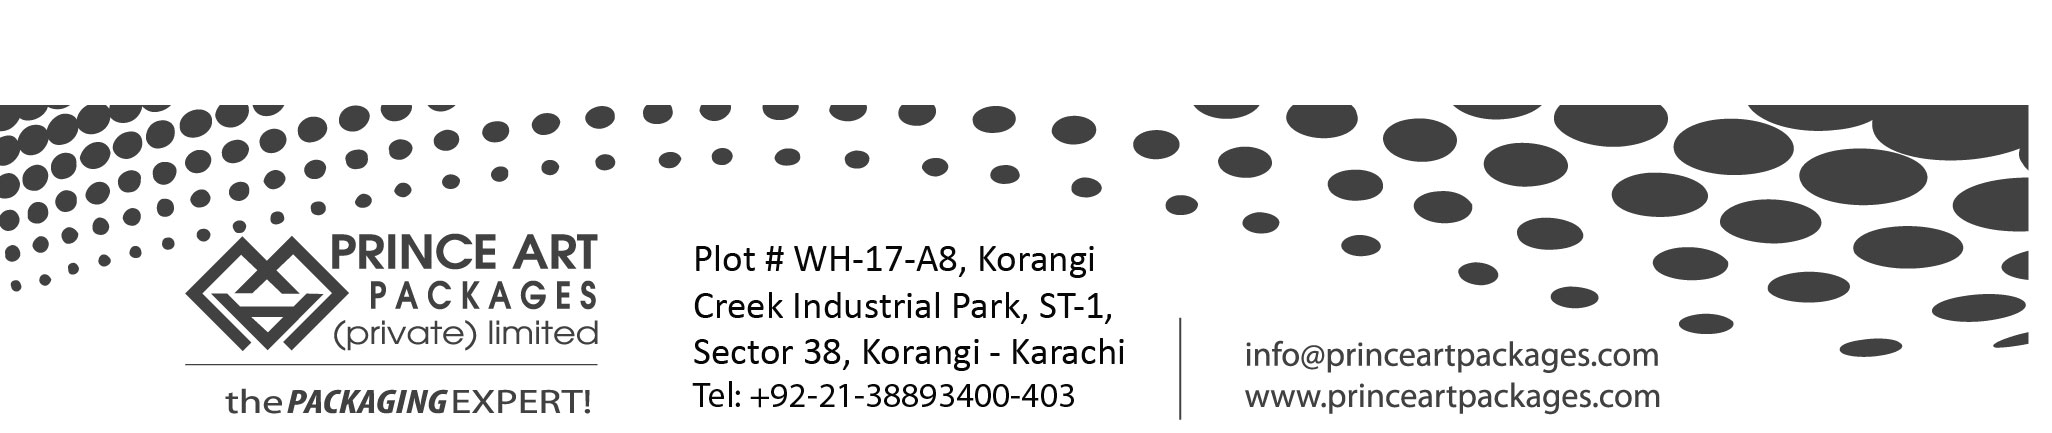 PRINCE ART
PACKAGES
(private) limited
the PACKAGING EXPERT!
Plot # WH-17-A8, Korangi
Creek Industrial Park, ST-1,
Sector 38, Korangi - Karachi
Tel: +92-21-38893400-403
info@princeartpackages.com
www.princeartpackages.com